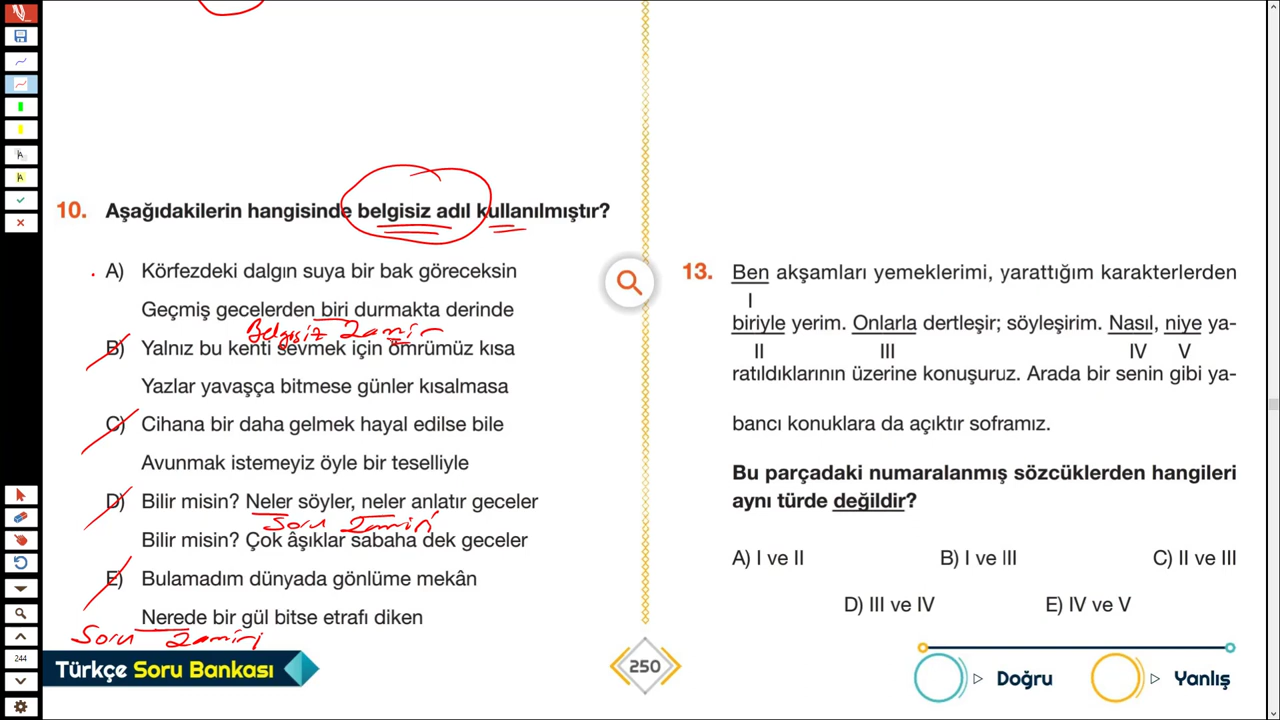 10. Aşağıdakilerin hangisinde belgisiz adıl kullanılmıştır?
A) Körfezdeki dalgın suya bir bak göreceksin
Geçmiş gecelerden biri durmakta derinde
Belgisiz Zamir
B) Yalnız bu kenti sevmek için ömrümüz kısa
Yazlar yavaşça bitmese günler kısalmasa
C) Cihana bir daha gelmek hayal edilse bile
Avunmak istemeyiz öyle bir teselliyle
D) Bilir misin? Neler söyler, neler anlatır geceler
Soru Zamiri
Bilir misin? Çok âşıklar sabaha dek geceler
E) Bulamadım dünyada gönlüme mekân
Nerede bir gül bitse etrafı diken
Soru Zamiri
Türkçe Soru Bankası
244
250
13. Ben akşamları yemeklerimi, yarattığım karakterlerden
I
biriyle yerim. Onlarla dertleşir; söyleşirim. Nasıl, niye ya-
II III IV V
ratıldıklarının üzerine konuşuruz. Arada bir senin gibi ya-
bancı konuklara da açıktır soframız.
Bu parçadaki numaralanmış sözcüklerden hangileri
aynı türde değildir?
A) I ve II B) I ve III C) II ve III
D) III ve IV E) IV ve V
Doğru Yanlış